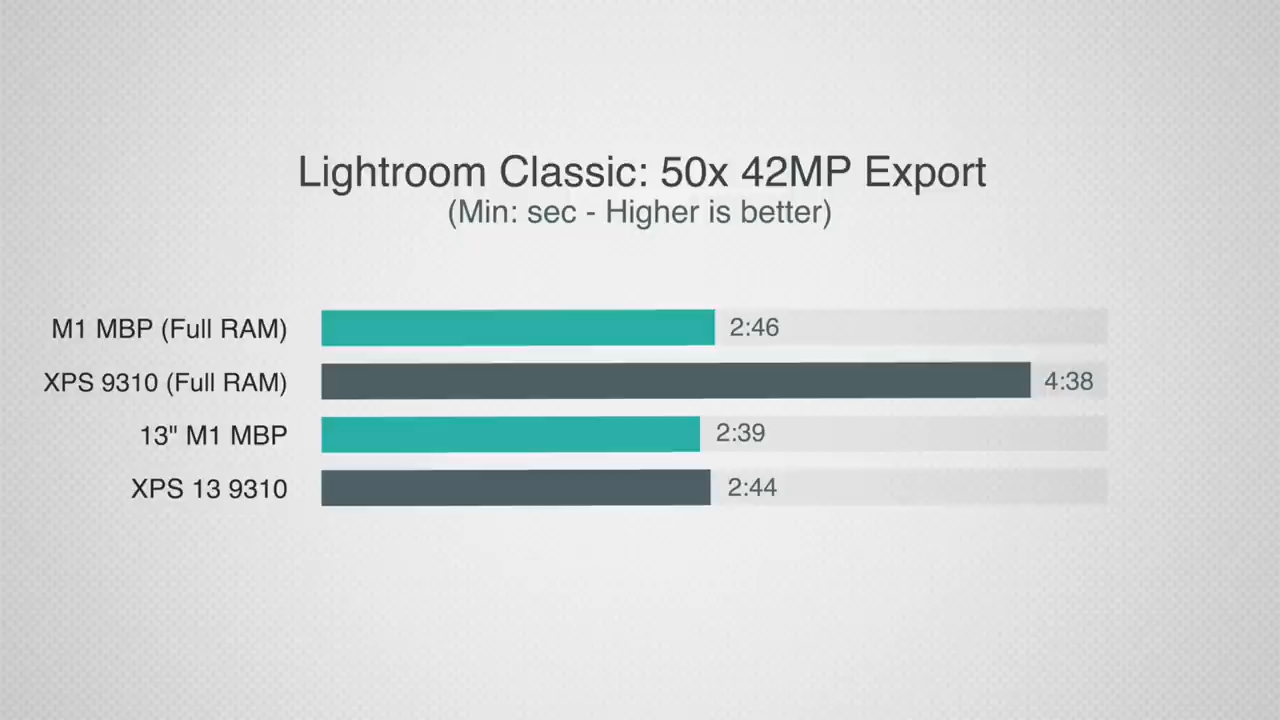 Lightroom Classic: 50x 42MP Export
(Min: sec - Higher is better)
M1 MBP (Full RAM) 2:46
XPS 9310 (Full RAM) 4:38
13" M1 MBP 2:39
XPS 13 9310 2:44